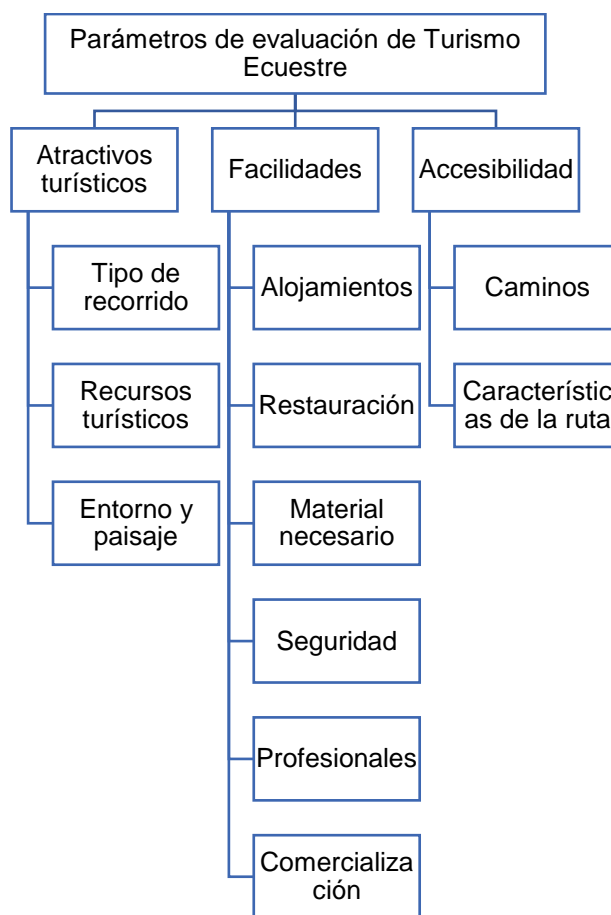 Parámetros de evaluación de Turismo
Ecuestre
Atractivos
turísticos
Tipo de
recorrido
Recursos
turísticos
Entorno y
paisaje
Facilidades
Alojamientos
Restauración
Material
necesario
Seguridad
Profesionales
Comercializa
ción
Accesibilidad
Caminos
Característic
as de la ruta